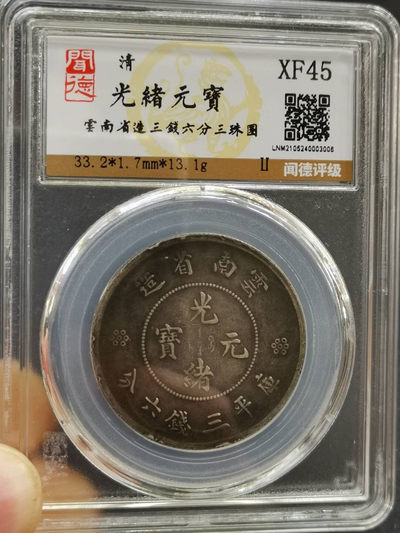 聞德
清
XF45
光緒元寶
雲南省造三錢六分三珠圈
LNM2105240003006
33.2*1.7mm*13.1g
闻德评级
雲南省造
光緒元寶
庫平三錢六分